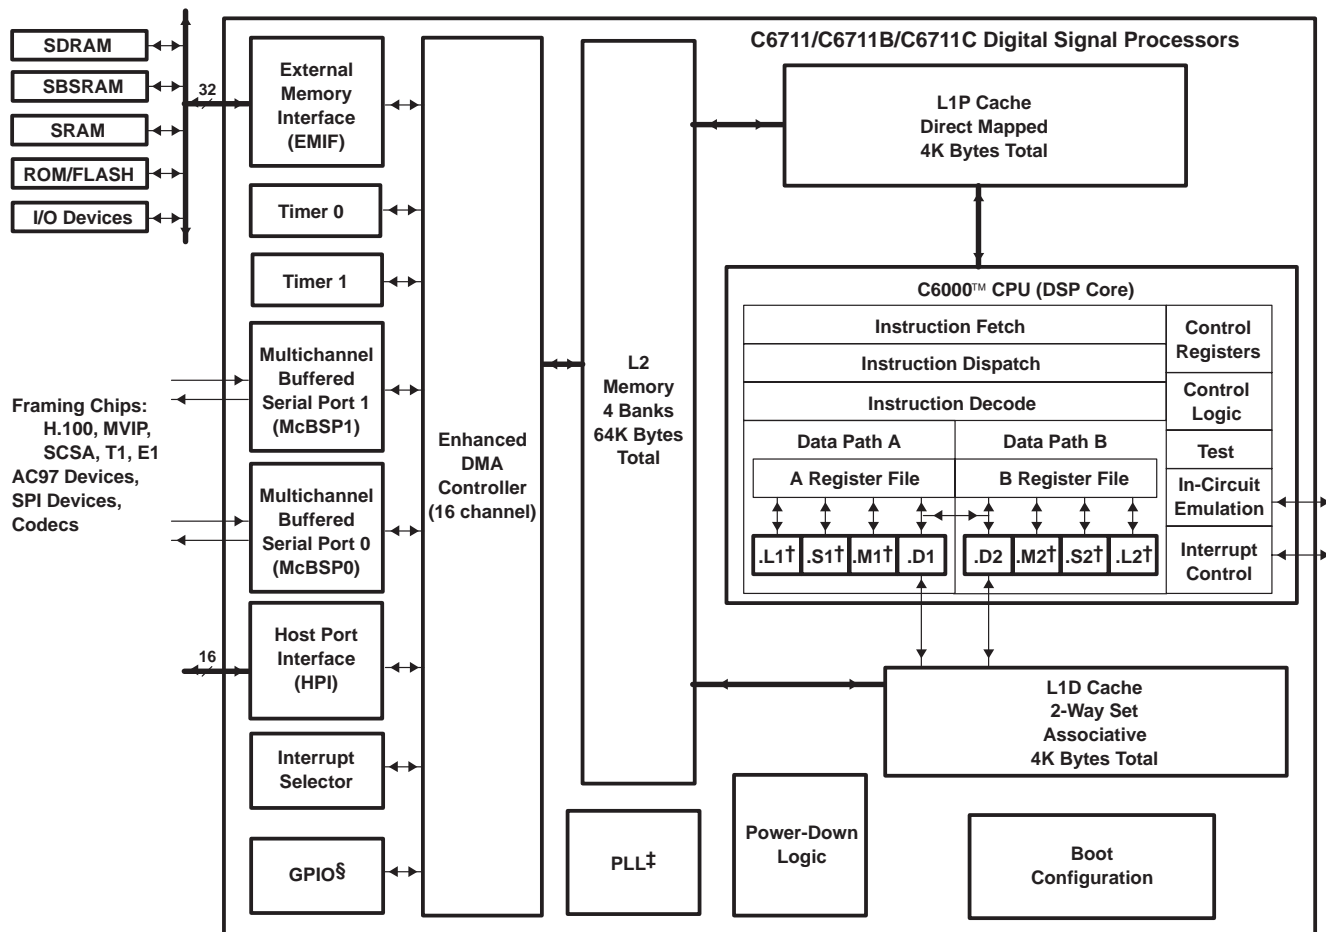 C6711/C6711B/C6711C Digital Signal Processors
SDRAM
SBSRAM
SRAM
ROM/FLASH
I/O Devices
32
External
Memory
Interface
(EMIF)
Timer 0
Timer 1
Framing Chips:
H.100, MVIP,
SCSA, T1, E1
AC97 Devices,
SPI Devices,
Codecs
Multichannel
Buffered
Serial Port 1
(McBSP1)
Multichannel
Buffered
Serial Port 0
(McBSP0)
16
Host Port
Interface
(HPI)
Interrupt
Selector
GPIO§
Enhanced
DMA
Controller
(16 channel)
L2
Memory
4 Banks
64K Bytes
Total
L1P Cache
Direct Mapped
4K Bytes Total
C6000™ CPU (DSP Core)
Instruction Fetch
Instruction Dispatch
Instruction Decode
Data Path A
Data Path B
A Register File
B Register File
.L1†
.S1†
.M1†
.D1
.D2
.M2†
.S2†
.L2†
Control
Registers
Control
Logic
Test
In-Circuit
Emulation
Interrupt
Control
L1D Cache
2-Way Set
Associative
4K Bytes Total
PLL‡
Power-Down
Logic
Boot
Configuration